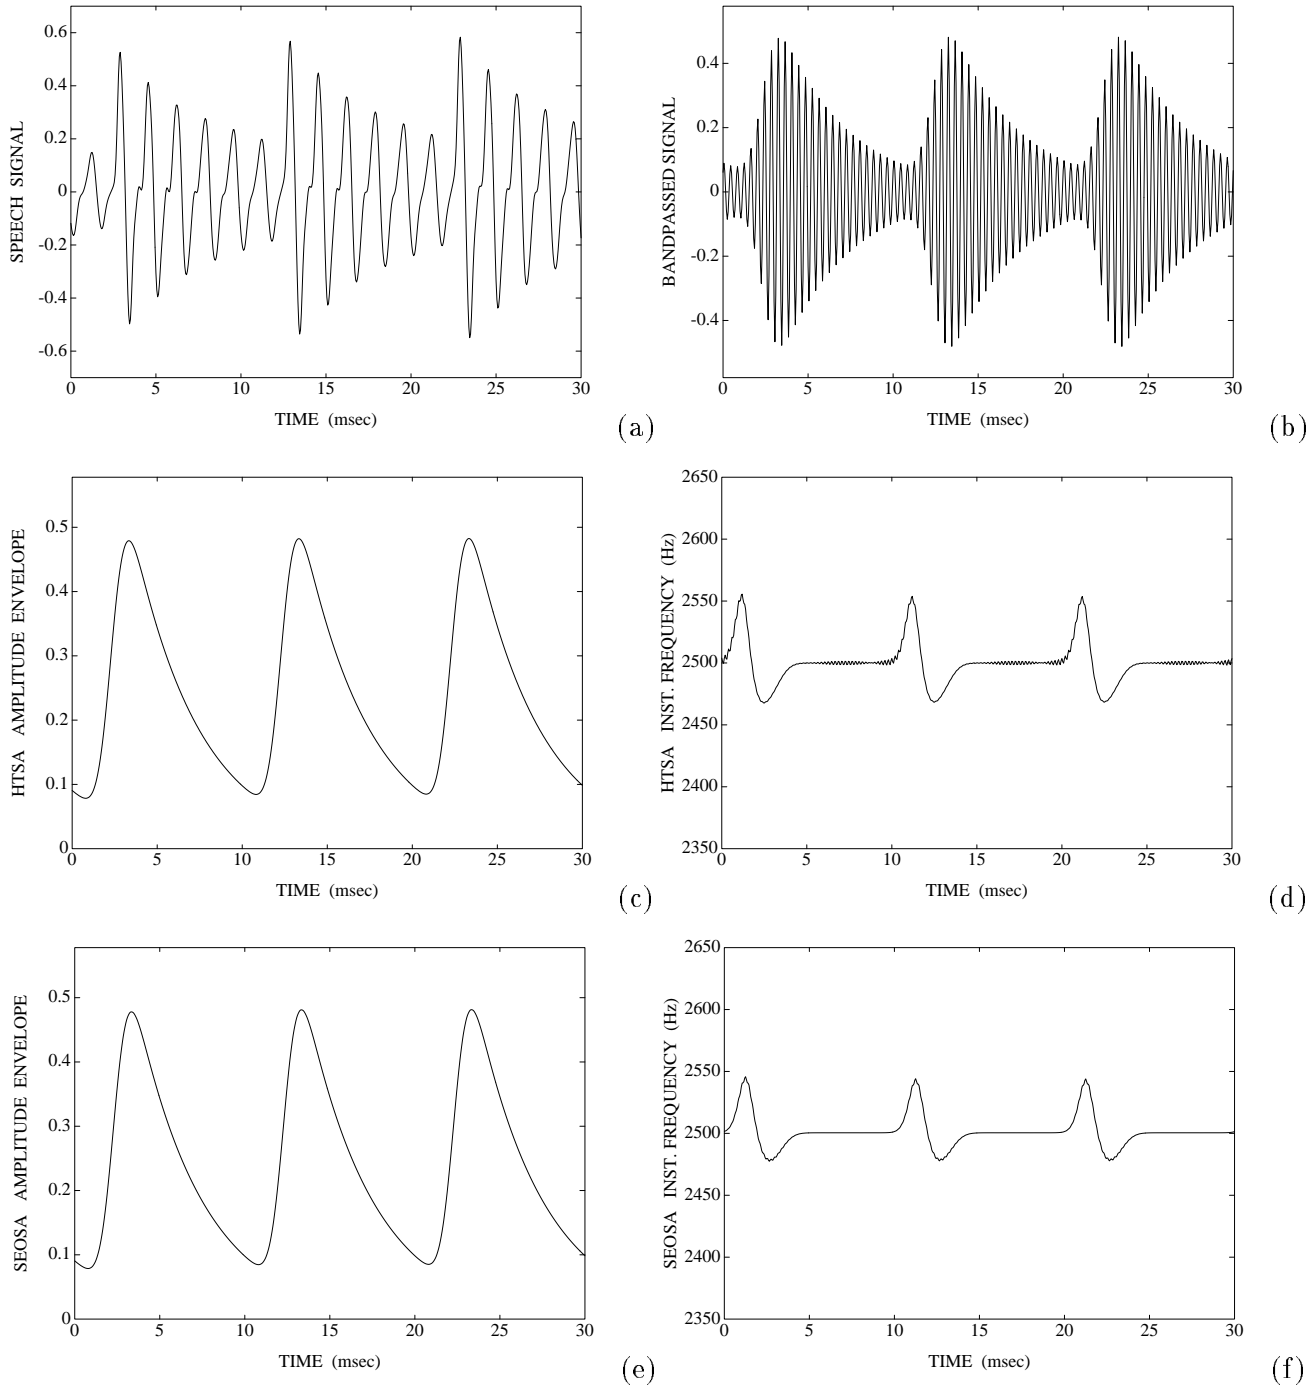 0.6
0.4
0.2
0
-0.2
-0.4
-0.6
SPEECH SIGNAL
0 5 10 15 20 25 30
TIME (msec)
(a)
0.4
0.2
0
-0.2
-0.4
BANDPASSED SIGNAL
0 5 10 15 20 25 30
TIME (msec)
(b)
0.5
0.4
0.3
0.2
0.1
0
HTSA AMPLITUDE ENVELOPE
0 5 10 15 20 25 30
TIME (msec)
(c)
2650
2600
2550
2500
2450
2400
2350
HTSA INST. FREQUENCY (Hz)
0 5 10 15 20 25 30
TIME (msec)
(d)
0.5
0.4
0.3
0.2
0.1
0
SEOSA AMPLITUDE ENVELOPE
0 5 10 15 20 25 30
TIME (msec)
(e)
2650
2600
2550
2500
2450
2400
2350
SEOSA INST. FREQUENCY (Hz)
0 5 10 15 20 25 30
TIME (msec)
(f)